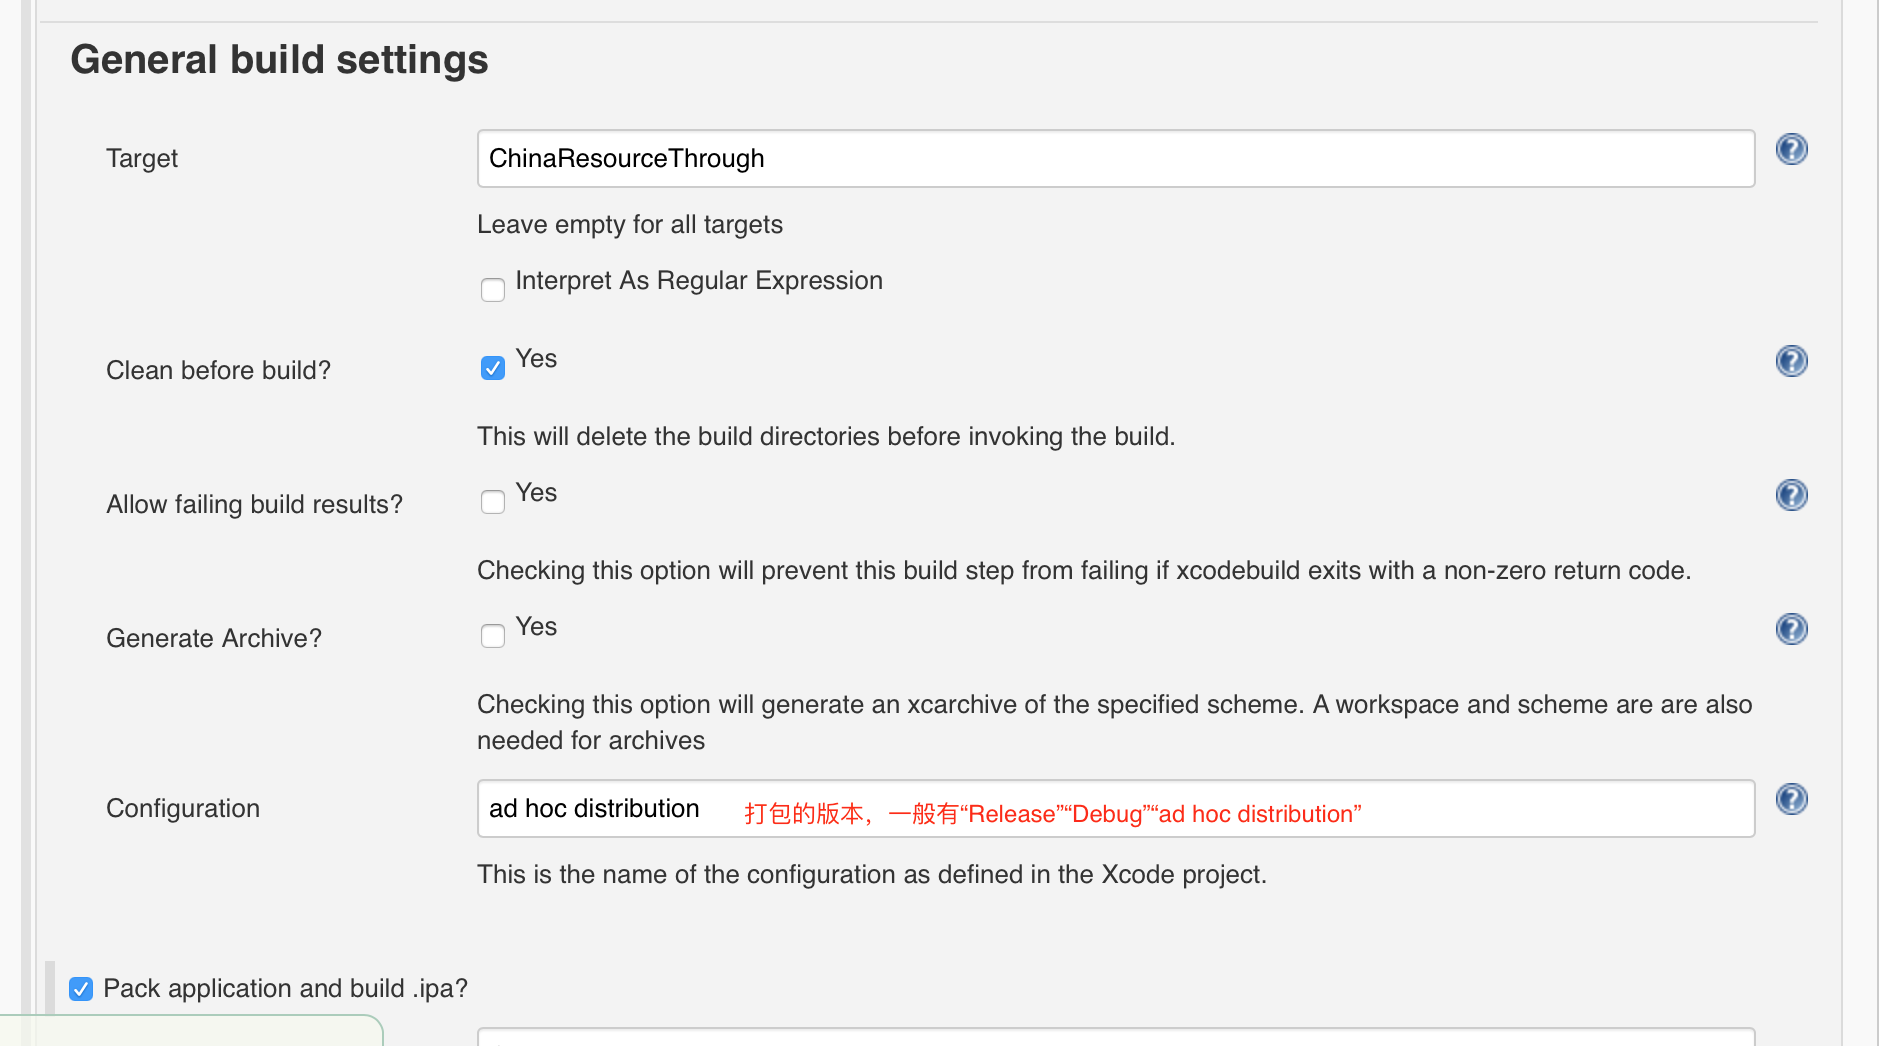 General build settings
Target
ChinaResourceThrough
Leave empty for all targets
Interpret As Regular Expression
Clean before build?
Yes
This will delete the build directories before invoking the build.
Allow failing build results?
Yes
Checking this option will prevent this build step from failing if xcodebuild exits with a non-zero return code.
Generate Archive?
Yes
Checking this option will generate an xcarchive of the specified scheme. A workspace and scheme are are also
needed for archives
Configuration
ad hoc distribution
打包的版本，一般有“Release”“Debug”“ad hoc distribution”
This is the name of the configuration as defined in the Xcode project.
Pack application and build .ipa?